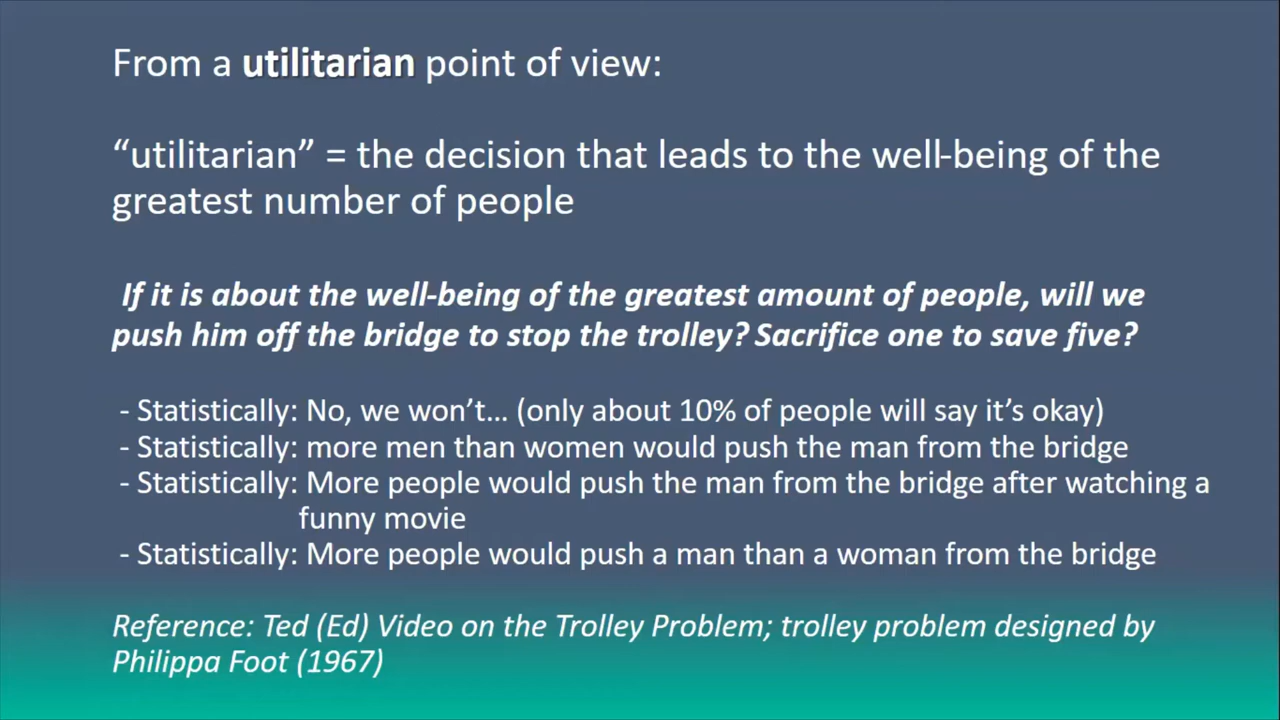 From a utilitarian point of view:
“utilitarian” = the decision that leads to the well-being of the
greatest number of people
If it is about the well-being of the greatest amount of people, will we
push him off the bridge to stop the trolley? Sacrifice one to save five?
- Statistically: No, we won’t… (only about 10% of people will say it’s okay)
- Statistically: more men than women would push the man from the bridge
- Statistically: More people would push the man from the bridge after watching a
funny movie
- Statistically: More people would push a man than a woman from the bridge
Reference: Ted (Ed) Video on the Trolley Problem; trolley problem designed by
Philippa Foot (1967)